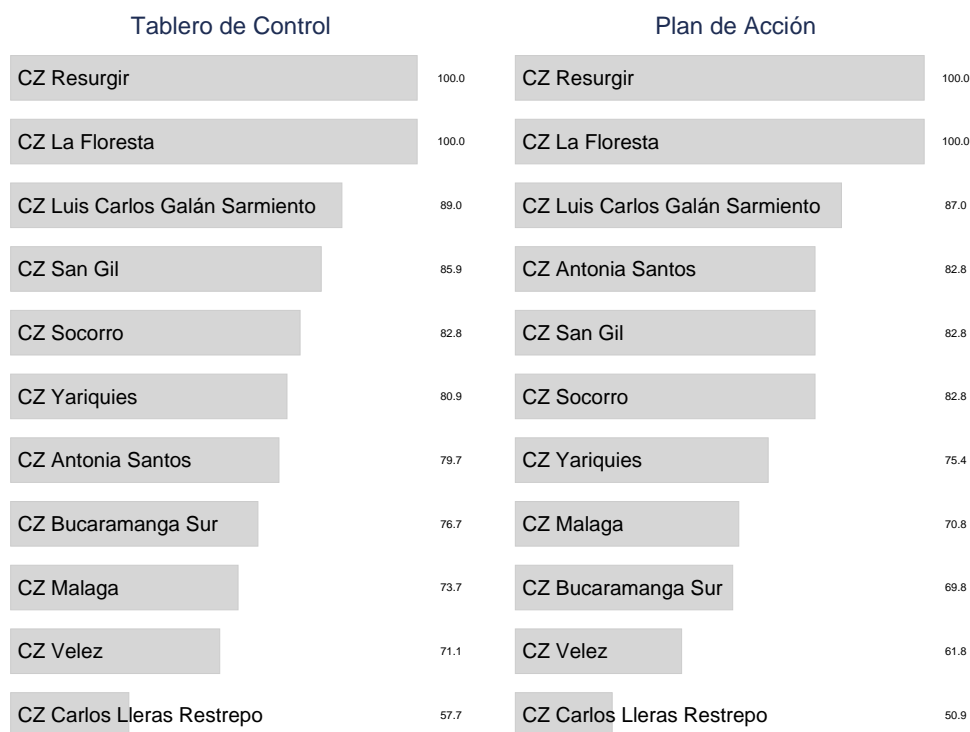 Tablero de Control
CZ Resurgir 100.0
CZ La Floresta 100.0
CZ Luis Carlos Galán Sarmiento 89.0
CZ San Gil 85.9
CZ Socorro 82.8
CZ Yariquies 80.9
CZ Antonia Santos 79.7
CZ Bucaramanga Sur 76.7
CZ Malaga 73.7
CZ Velez 71.1
CZ Carlos Lleras Restrepo 57.7
Plan de Acción
CZ Resurgir 100.0
CZ La Floresta 100.0
CZ Luis Carlos Galán Sarmiento 87.0
CZ Antonia Santos 82.8
CZ San Gil 82.8
CZ Socorro 82.8
CZ Yariquies 75.4
CZ Malaga 70.8
CZ Bucaramanga Sur 69.8
CZ Velez 61.8
CZ Carlos Lleras Restrepo 50.9